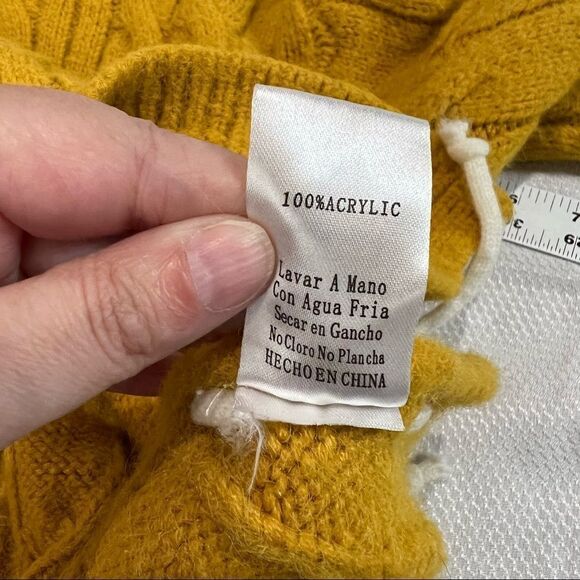 100%ACRYLIC
Lavar A Mano
Con Agua Fria
Secar en Gancho
No Cloro No Plancha
HECHO EN CHINA